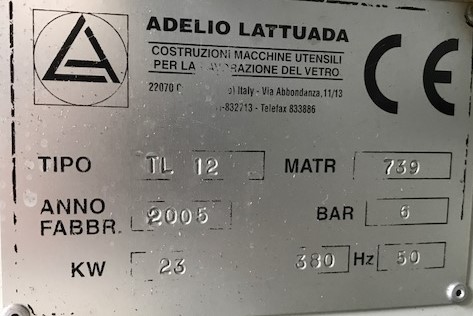 ADELIO LATTUADA
COSTRUZIONI MACCHINE UTENSILI
PER LA DEL VETRO
22070 Italy - Via Abbondanza,11/13
-832713 - Telefax 833886
CE
TIPO TL 12 MATR 739
ANNO FABBR. 2005 BAR 6
KW 23 380 Hz 50